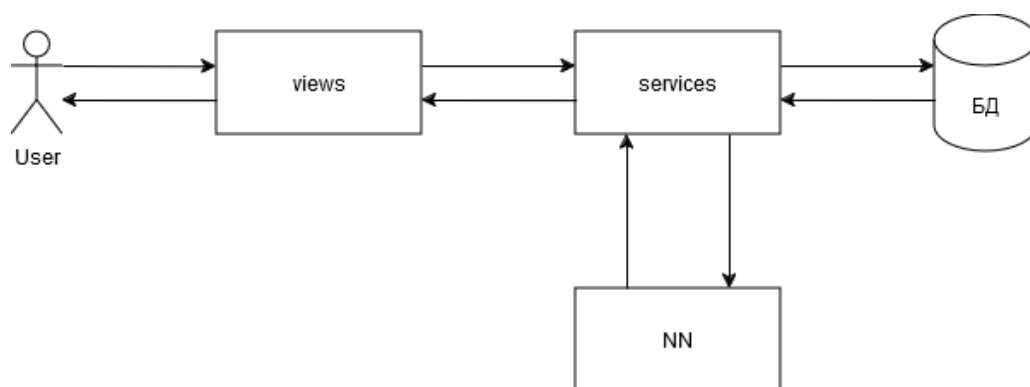 views
services
БД
User
NN